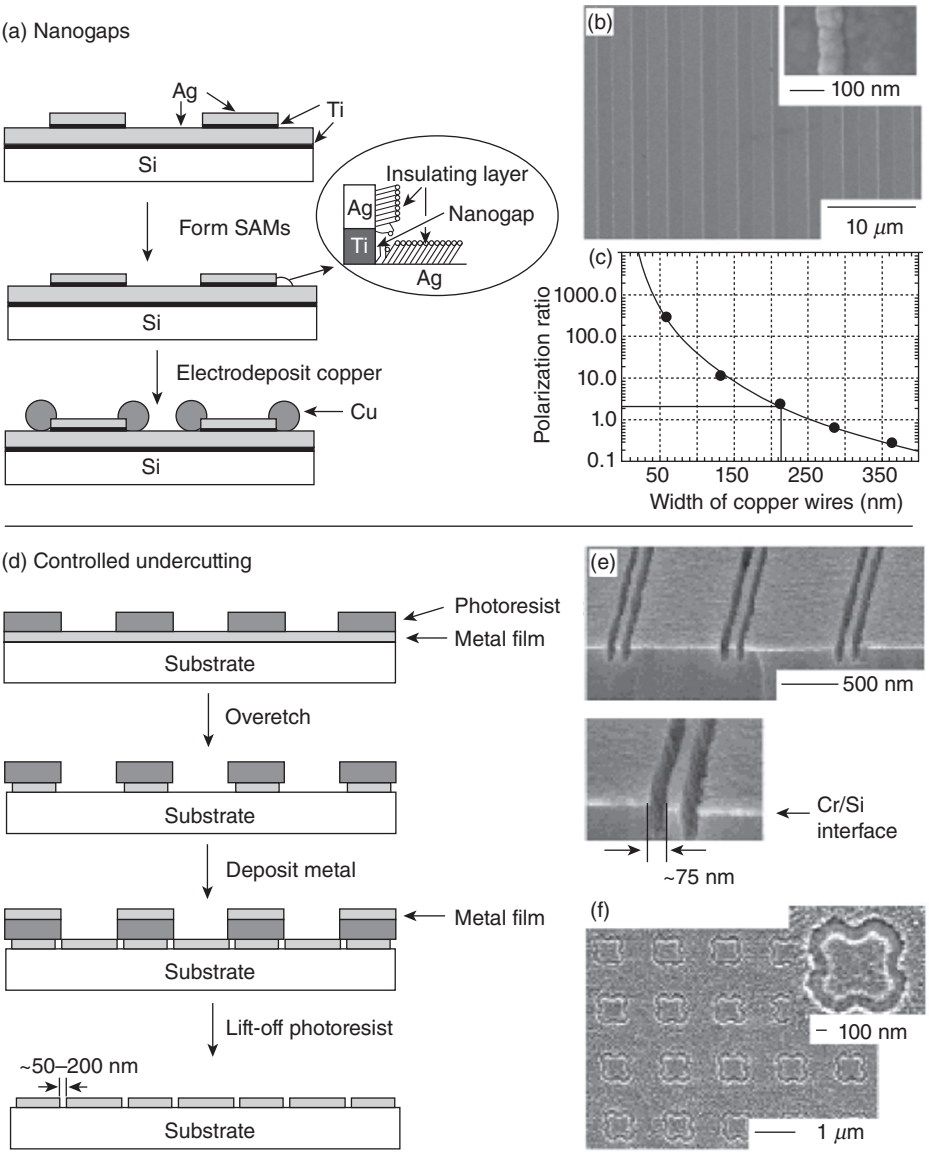 (a) Nanogaps
Ag
Ti
Si
Form SAMs
Insulating layer
Ag
Nanogap
Ti
Ag
Si
Electrodeposit copper
Cu
Si
(b)
100 nm
10 μm
(c)
Polarization ratio
1000.0
100.0
10.0
1.0
0.1
50 150 250 350
Width of copper wires (nm)
(d) Controlled undercutting
Photoresist
Metal film
Substrate
Overetch
Substrate
Deposit metal
Metal film
Substrate
Lift-off photoresist
~50–200 nm
Substrate
(e)
500 nm
Cr/Si
interface
~75 nm
(f)
100 nm
1 μm